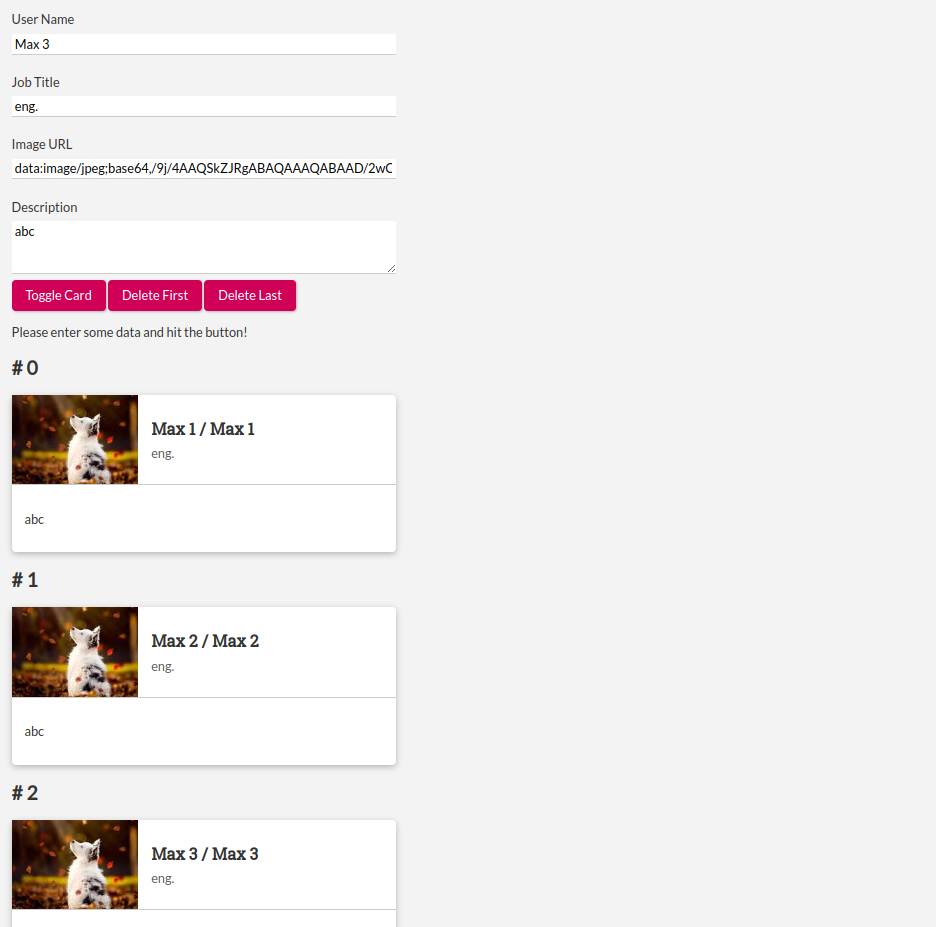 User Name
Max 3
Job Title
eng.
Image URL
data:image/jpeg;base64,/9j/4AAQSkZJRgABAQAAAQABAAD/2wC
Description
abc
Toggle Card Delete First Delete Last
Please enter some data and hit the button!
# 0
Max 1 / Max 1
eng.
abc
# 1
Max 2 / Max 2
eng.
abc
# 2
Max 3 / Max 3
eng.